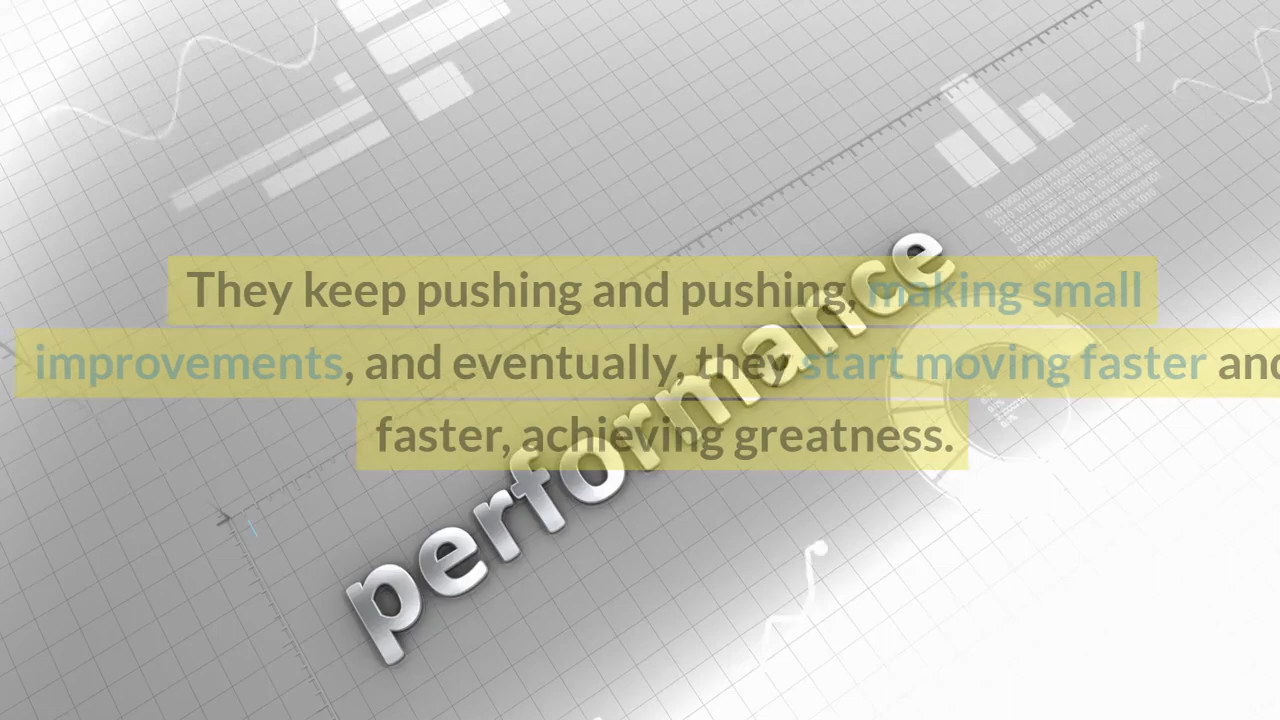 They keep pushing and pushing, making small
improvements, and eventually, they start moving faster and
faster, achieving greatness.
performance